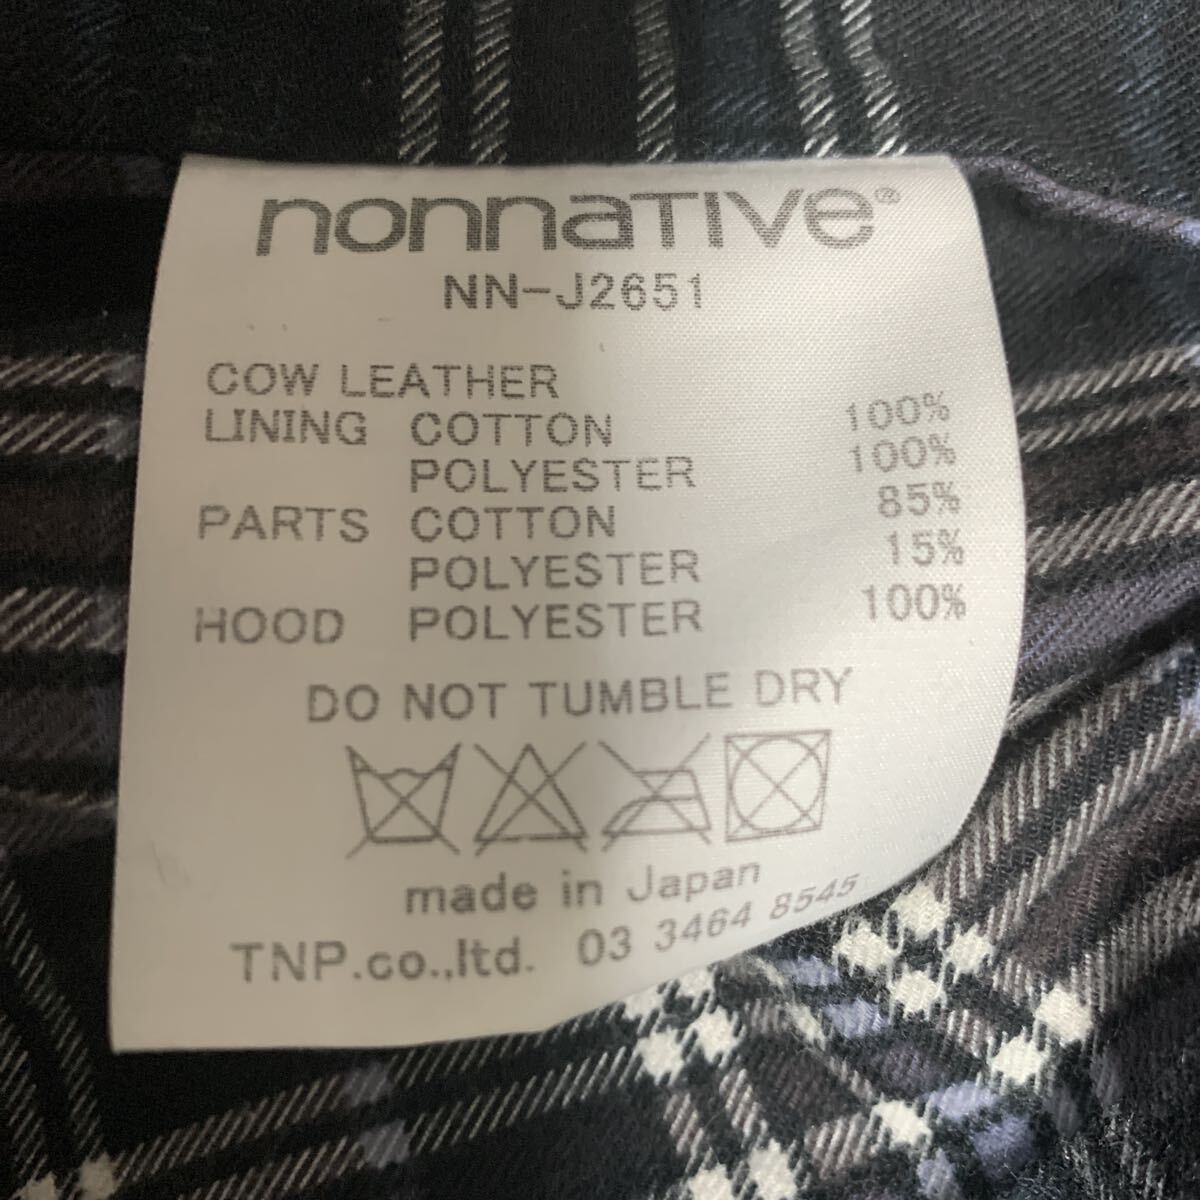 nonnaTIVe®
NN-J2651
COW LEATHER
LINING COTTON 100%
POLYESTER 100%
PARTS COTTON 85%
POLYESTER 15%
HOOD POLYESTER 100%
DO NOT TUMBLE DRY
made in Japan
TNP.co.,ltd. 03 3464 8545